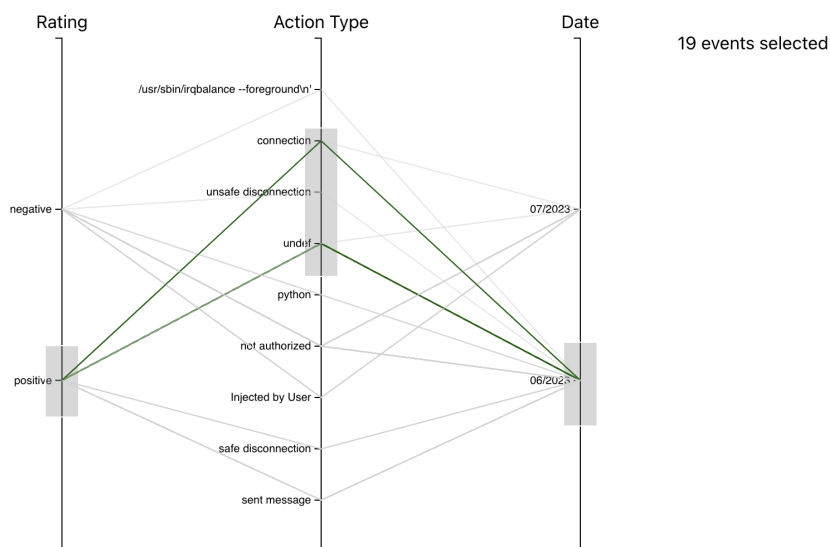 Rating Action Type Date
19 events selected
/usr/sbin/irqbalance --foreground\n'
connection
unsafe disconnection
negative 07/2023
undef
python
not authorized
positive 06/2023
Injected by User
safe disconnection
sent message